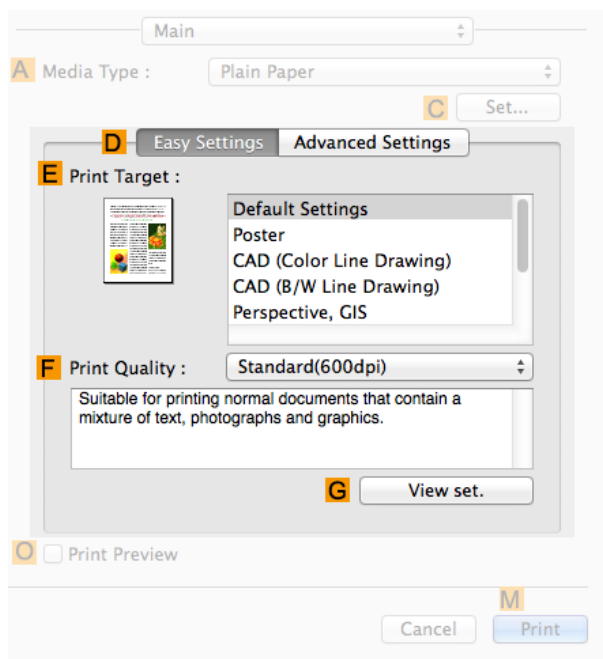 Main
A Media Type : Plain Paper
C Set...
D Easy Settings Advanced Settings
E Print Target :
Default Settings
Poster
CAD (Color Line Drawing)
CAD (B/W Line Drawing)
Perspective, GIS
F Print Quality : Standard(600dpi)
Suitable for printing normal documents that contain a
mixture of text, photographs and graphics.
G View set.
O Print Preview
M
Cancel Print